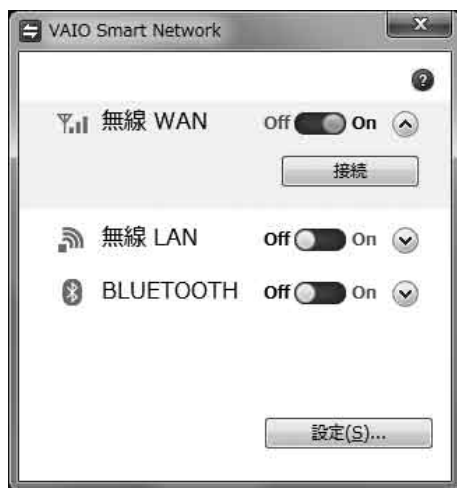 VAIO Smart Network
?
無線 WAN Off On
接続
無線 LAN Off On
BLUETOOTH Off On
設定(S)...